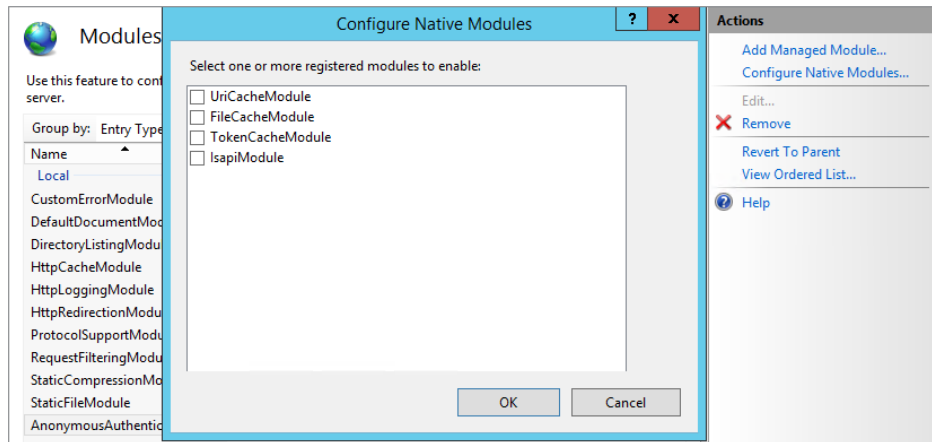 Modules
Use this feature to conf
server.
Group by: Entry Type
Name
Local
CustomErrorModule
DefaultDocumentMod
DirectoryListingModu
HttpCacheModule
HttpLoggingModule
HttpRedirectionModu
ProtocolSupportModu
RequestFilteringModu
StaticCompressionMo
StaticFileModule
AnonymousAuthentic
Configure Native Modules
?
x
Select one or more registered modules to enable:
UriCacheModule
FileCacheModule
TokenCacheModule
IsapiModule
OK
Cancel
Actions
Add Managed Module...
Configure Native Modules...
Edit...
Remove
Revert To Parent
View Ordered List...
? Help